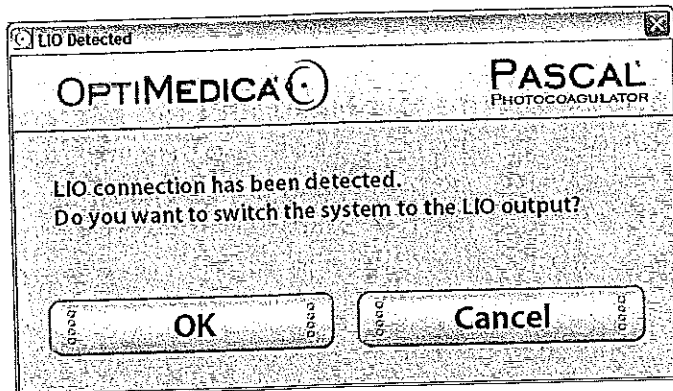 LIO Detected
OPTIMEDICA
PASCAL
PHOTOCOAGULATOR
LIO connection has been detected.
Do you want to switch the system to the LIO output?
OK
Cancel